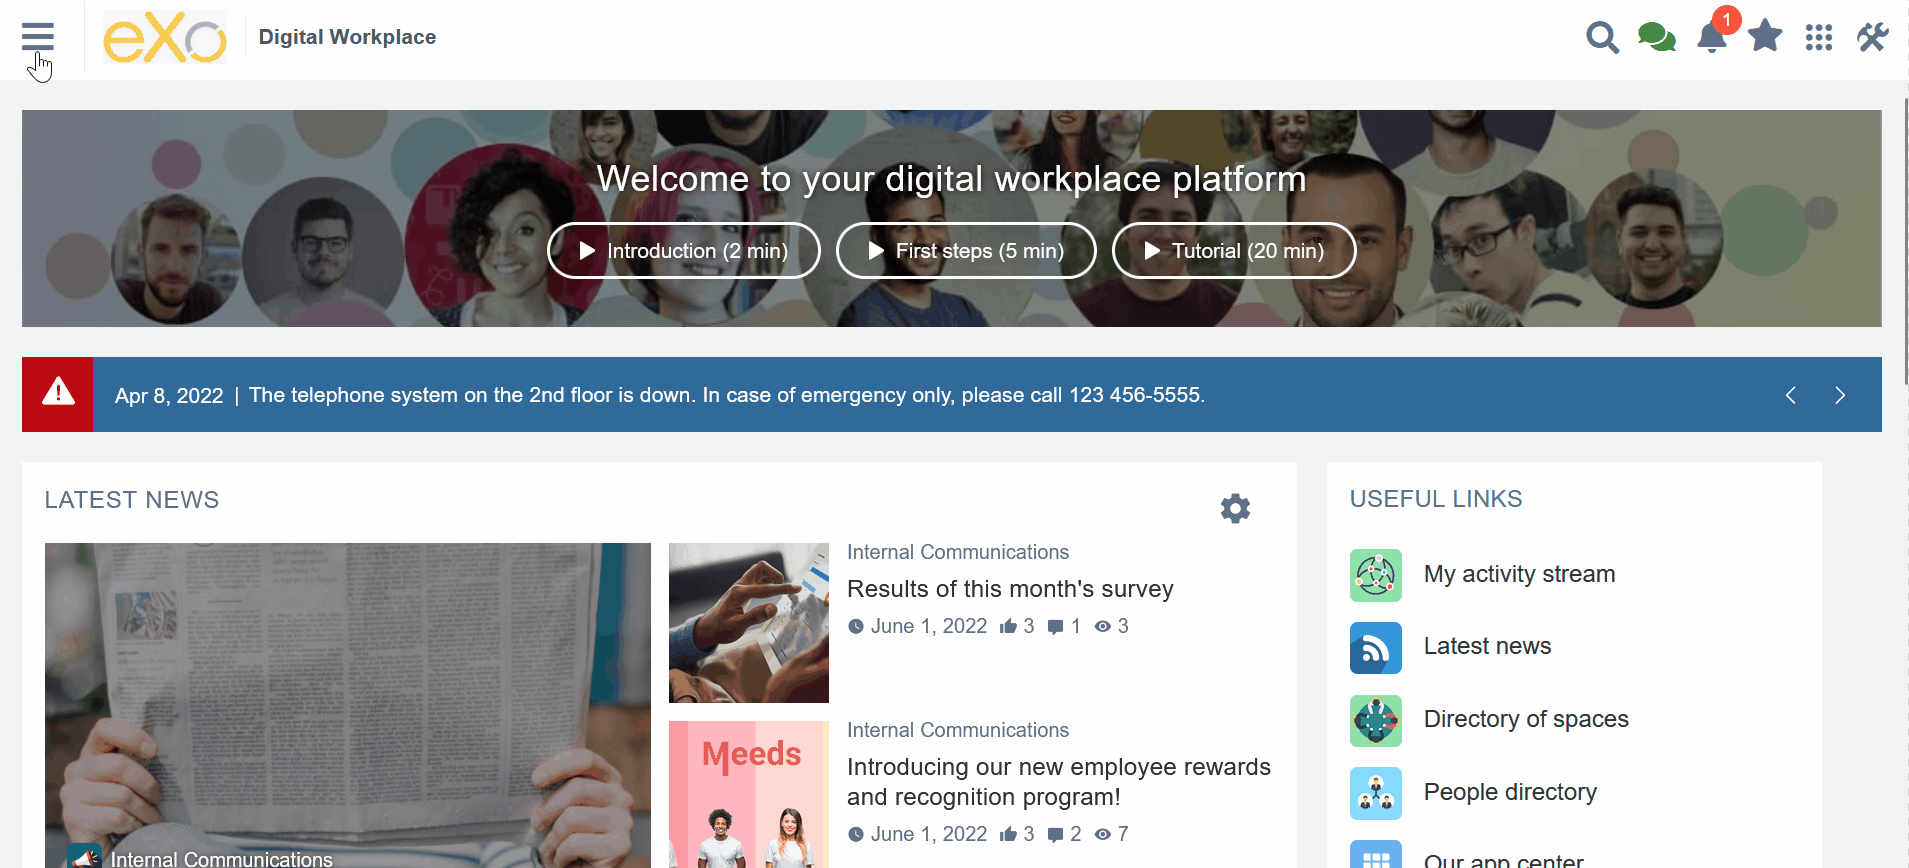 eXo
Digital Workplace
1
Welcome to your digital workplace platform
Introduction (2 min)
First steps (5 min)
Tutorial (20 min)
Apr 8, 2022 | The telephone system on the 2nd floor is down. In case of emergency only, please call 123 456-5555.
LATEST NEWS
Internal Communications
Internal Communications
Results of this month's survey
June 1, 2022 3 1 3
Meeds
Internal Communications
Introducing our new employee rewards
and recognition program!
June 1, 2022 3 2 7
USEFUL LINKS
My activity stream
Latest news
Directory of spaces
People directory
Our app center